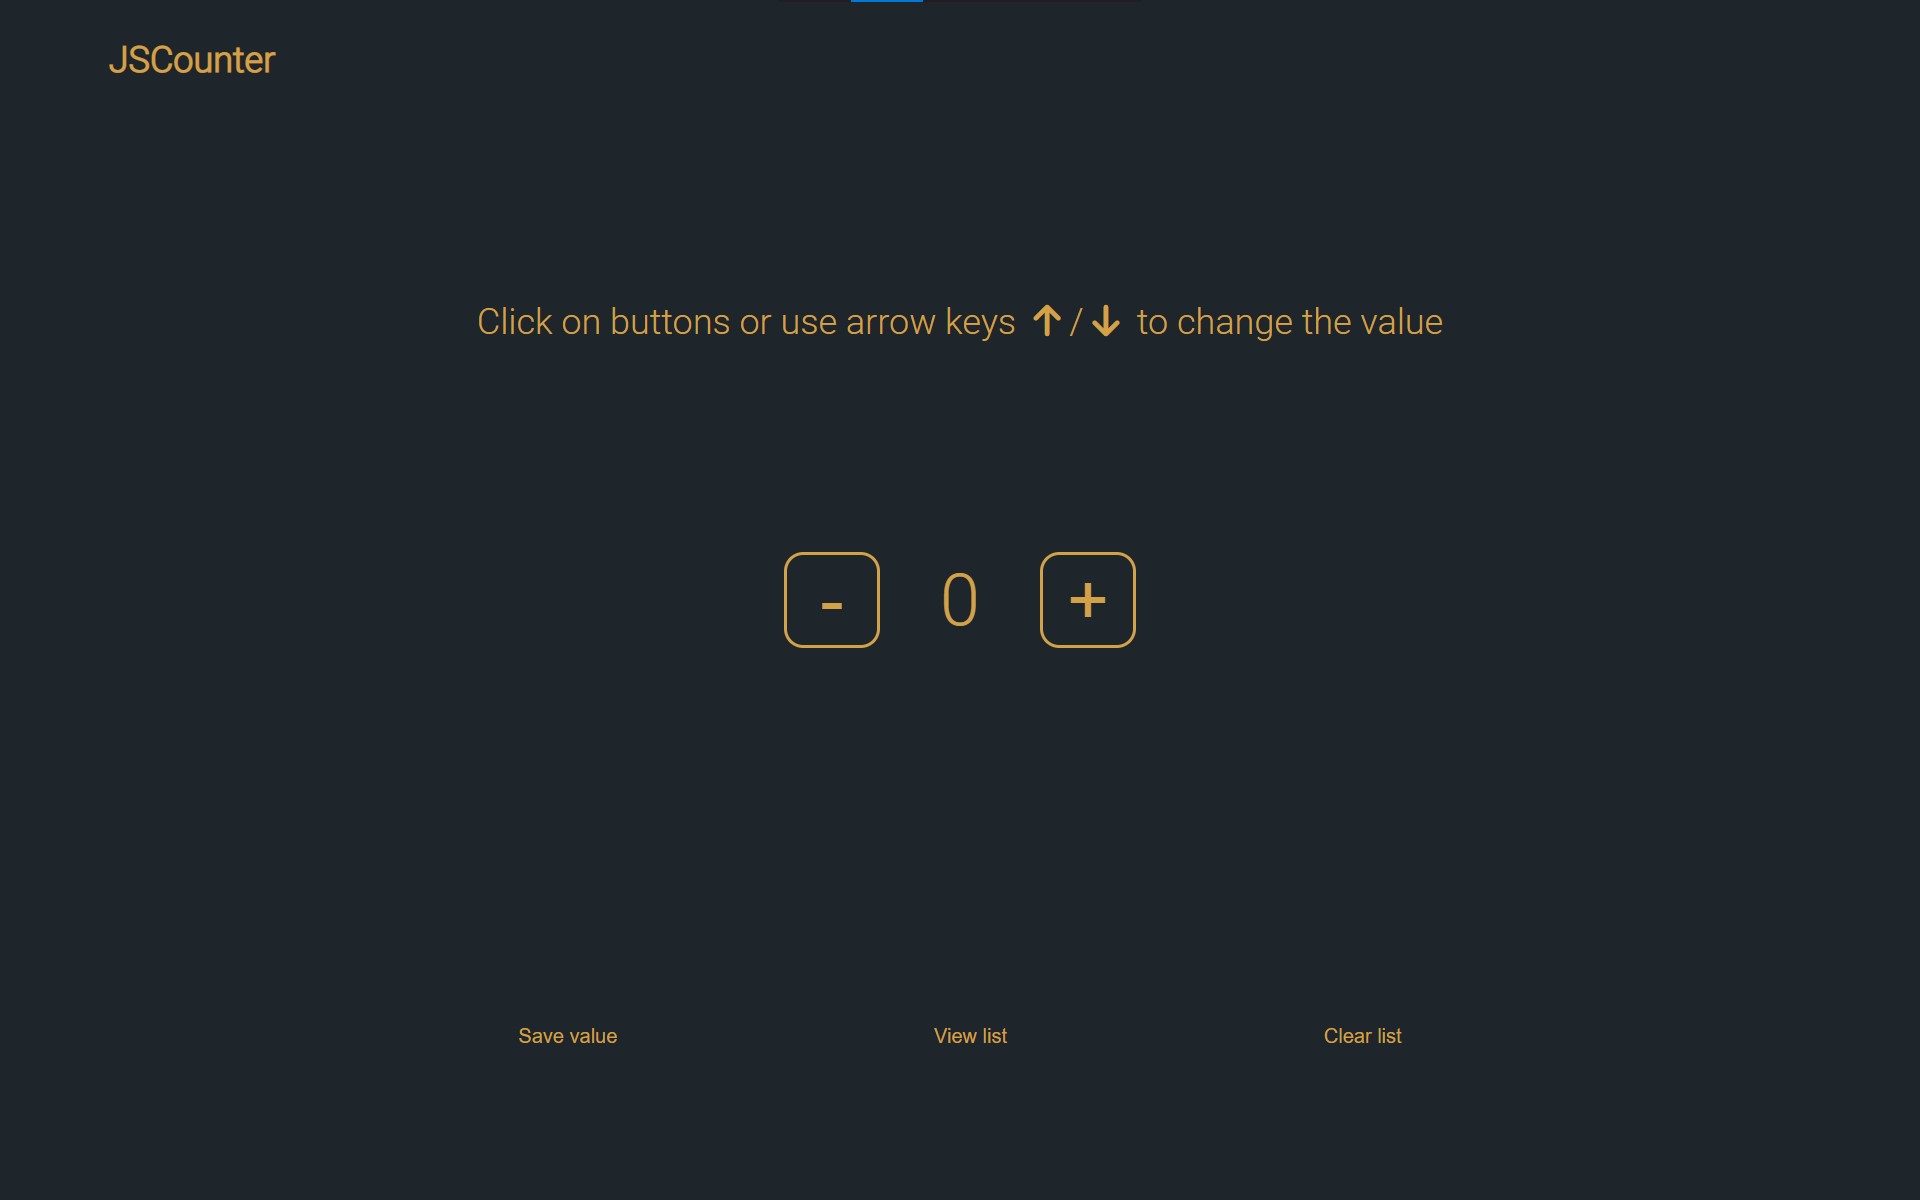 JSCounter
Click on buttons or use arrow keys ↑/↓ to change the value
- 0 +
Save value View list Clear list